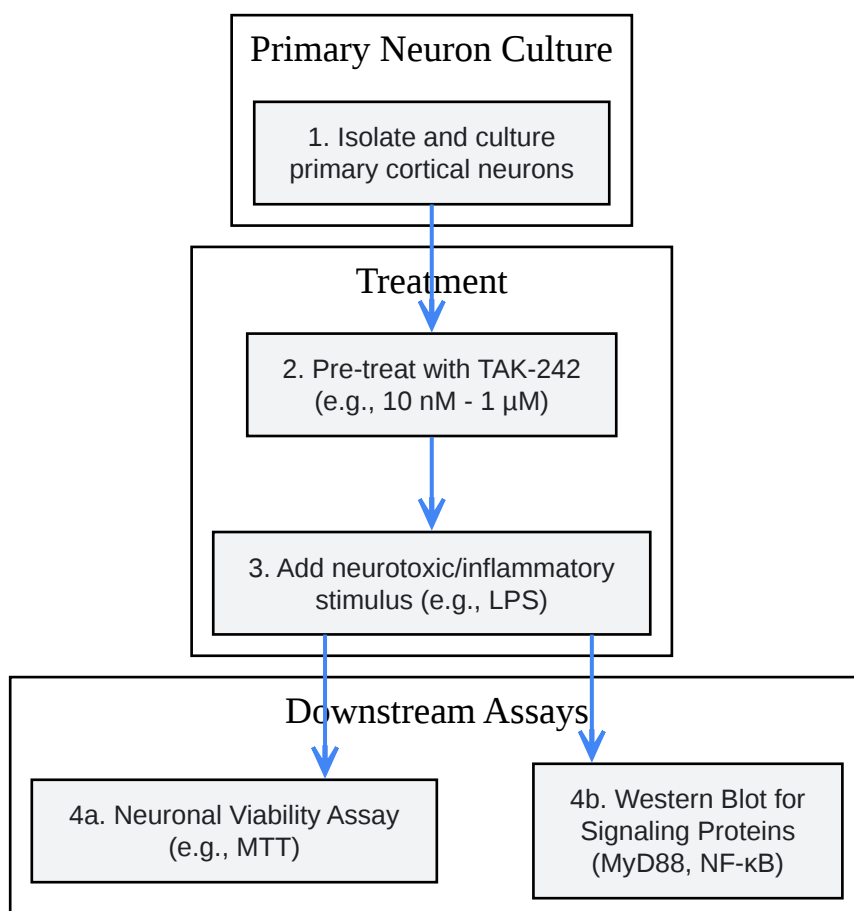 Primary Neuron Culture
1. Isolate and culture
primary cortical neurons
Treatment
2. Pre-treat with TAK-242
(e.g., 10 nM - 1 µM)
3. Add neurotoxic/inflammatory
stimulus (e.g., LPS)
Downstream Assays
4a. Neuronal Viability Assay
(e.g., MTT)
4b. Western Blot for
Signaling Proteins
(MyD88, NF-κB)